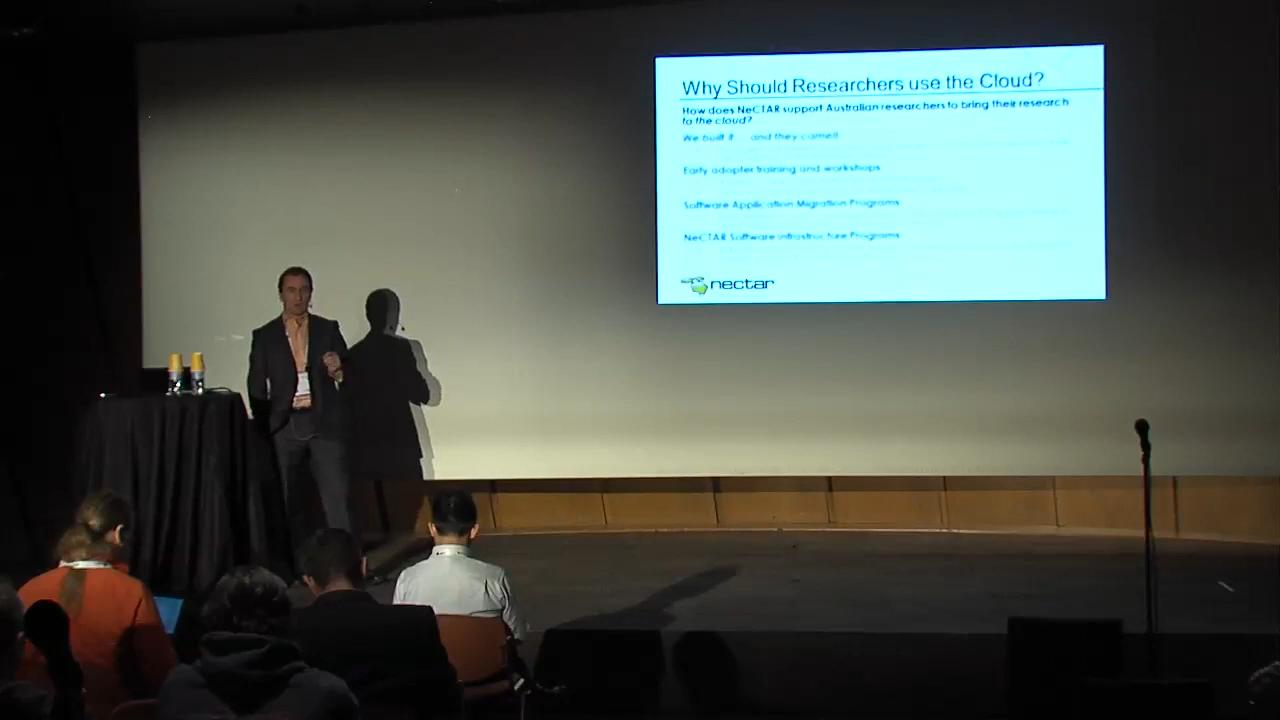 Why Should Researchers use the Cloud?
How does NeCTAR support Australian researchers to bring their research
to the cloud?
We built it ... and they came!!
Early adopter training and workshops
Software Application Migration Programs
NeCTAR Software Infrastructure Programs
nectar